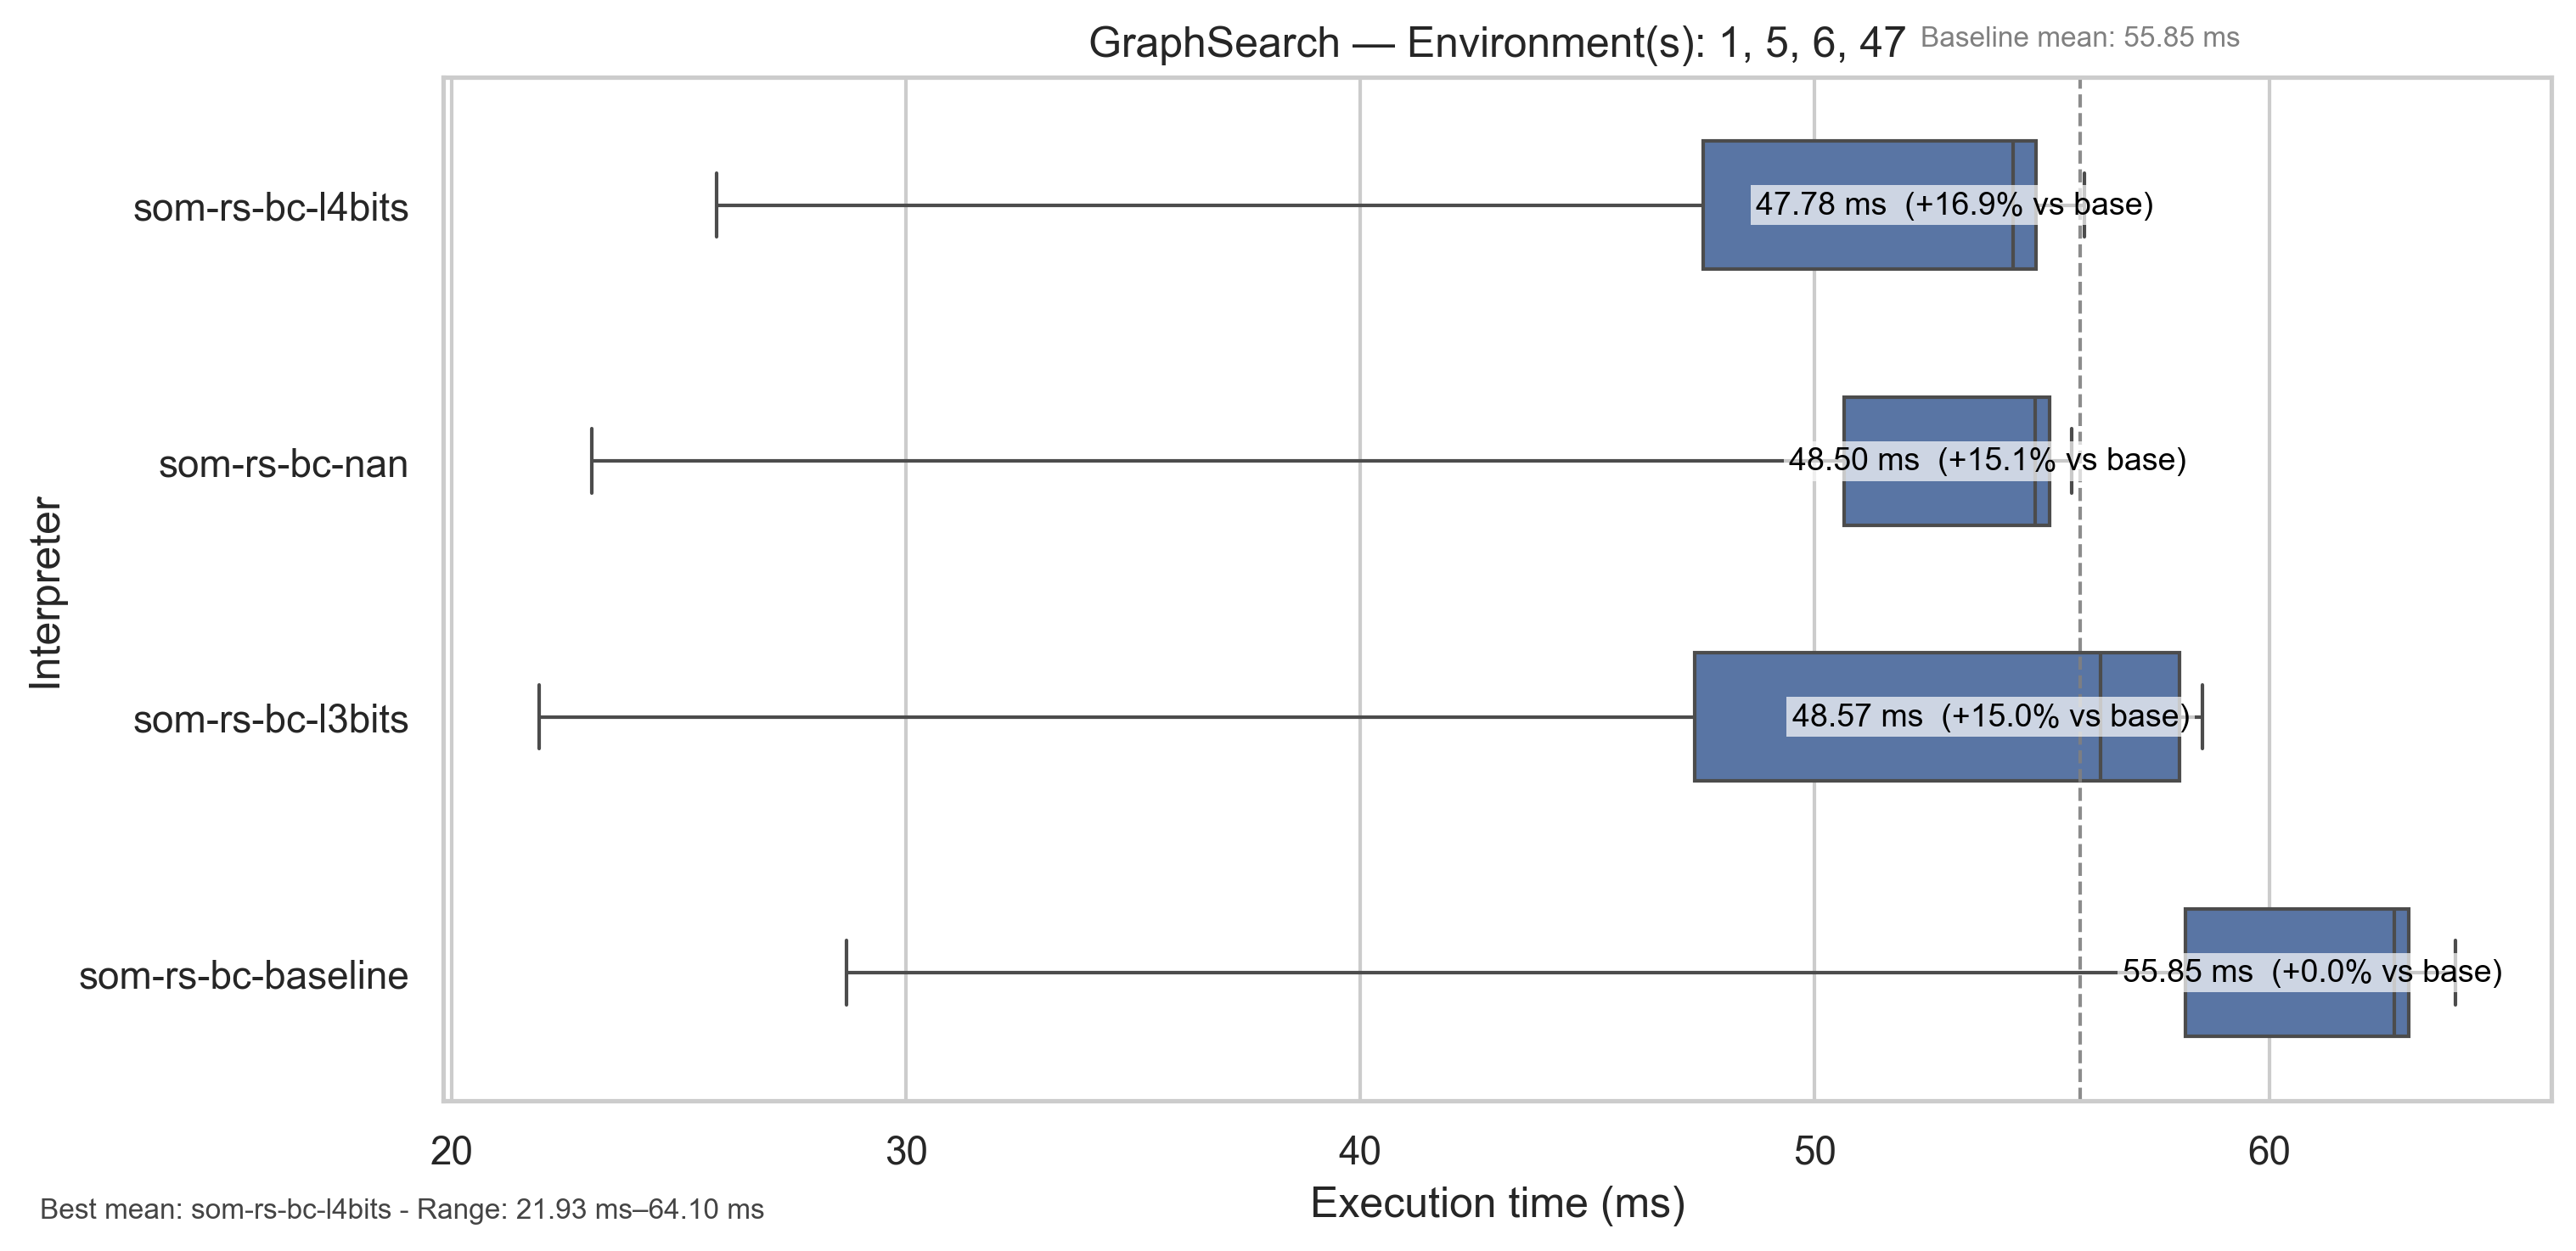 GraphSearch — Environment(s): 1, 5, 6, 47
Baseline mean: 55.85 ms
Interpreter
som-rs-bc-l4bits
47.78 ms (+16.9% vs base)
som-rs-bc-nan
48.50 ms (+15.1% vs base)
som-rs-bc-l3bits
48.57 ms (+15.0% vs base)
som-rs-bc-baseline
55.85 ms (+0.0% vs base)
20 30 40 50 60
Execution time (ms)
Best mean: som-rs-bc-l4bits - Range: 21.93 ms–64.10 ms